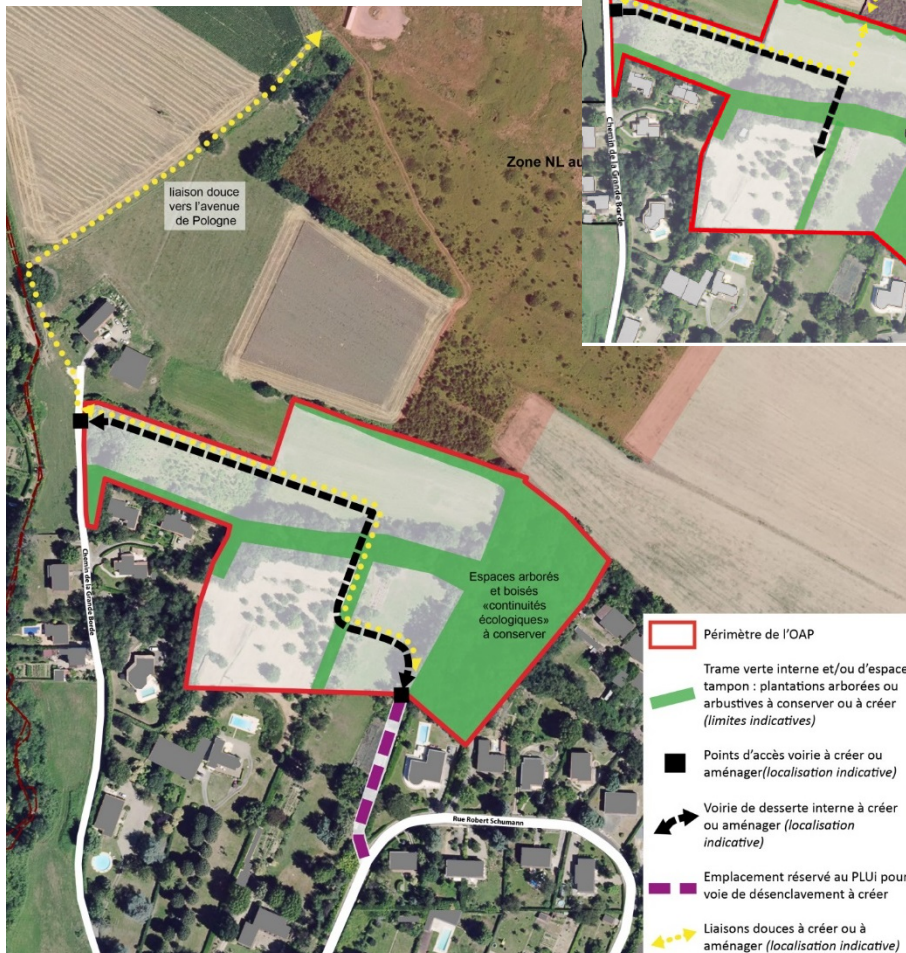 Zone NL au
Chemin de la Grande Borde
liaison douce
vers l'avenue
de Pologne
Espaces arborés
et boisés
«continuités
écologiques»
à conserver
Chemin de la Grande Borde
Rue Robert Schumann
Périmètre de l'OAP
Trame verte interne et/ou d'espace
tampon : plantations arborées ou
arbustives à conserver ou à créer
(limites indicatives)
Points d'accès voirie à créer ou
aménager(localisation indicative)
Voirie de desserte interne à créer
ou aménager (localisation
indicative)
Emplacement réservé au PLUi pour
voie de désenclavement à créer
Liaisons douces à créer ou à
aménager (localisation indicative)